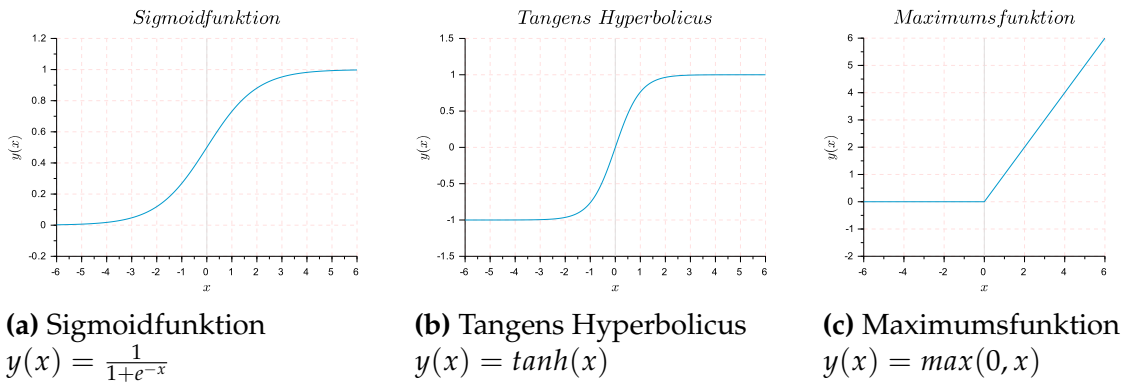 Sigmoidfunktion
1.2
1
0.8
0.6
0.4
0.2
0
-0.2
y(x)
-6 -5 -4 -3 -2 -1 0 1 2 3 4 5 6
x
Tangens Hyperbolicus
1.5
1
0.5
0
-0.5
-1
-1.5
y(x)
-6 -5 -4 -3 -2 -1 0 1 2 3 4 5 6
x
Maximumsfunktion
6
5
4
3
2
1
0
-1
-2
y(x)
-6 -4 -2 0 2 4 6
x
(a) Sigmoidfunktion
y(x) = 1/(1+e^{-x})
(b) Tangens Hyperbolicus
y(x) = tanh(x)
(c) Maximumsfunktion
y(x) = max(0, x)